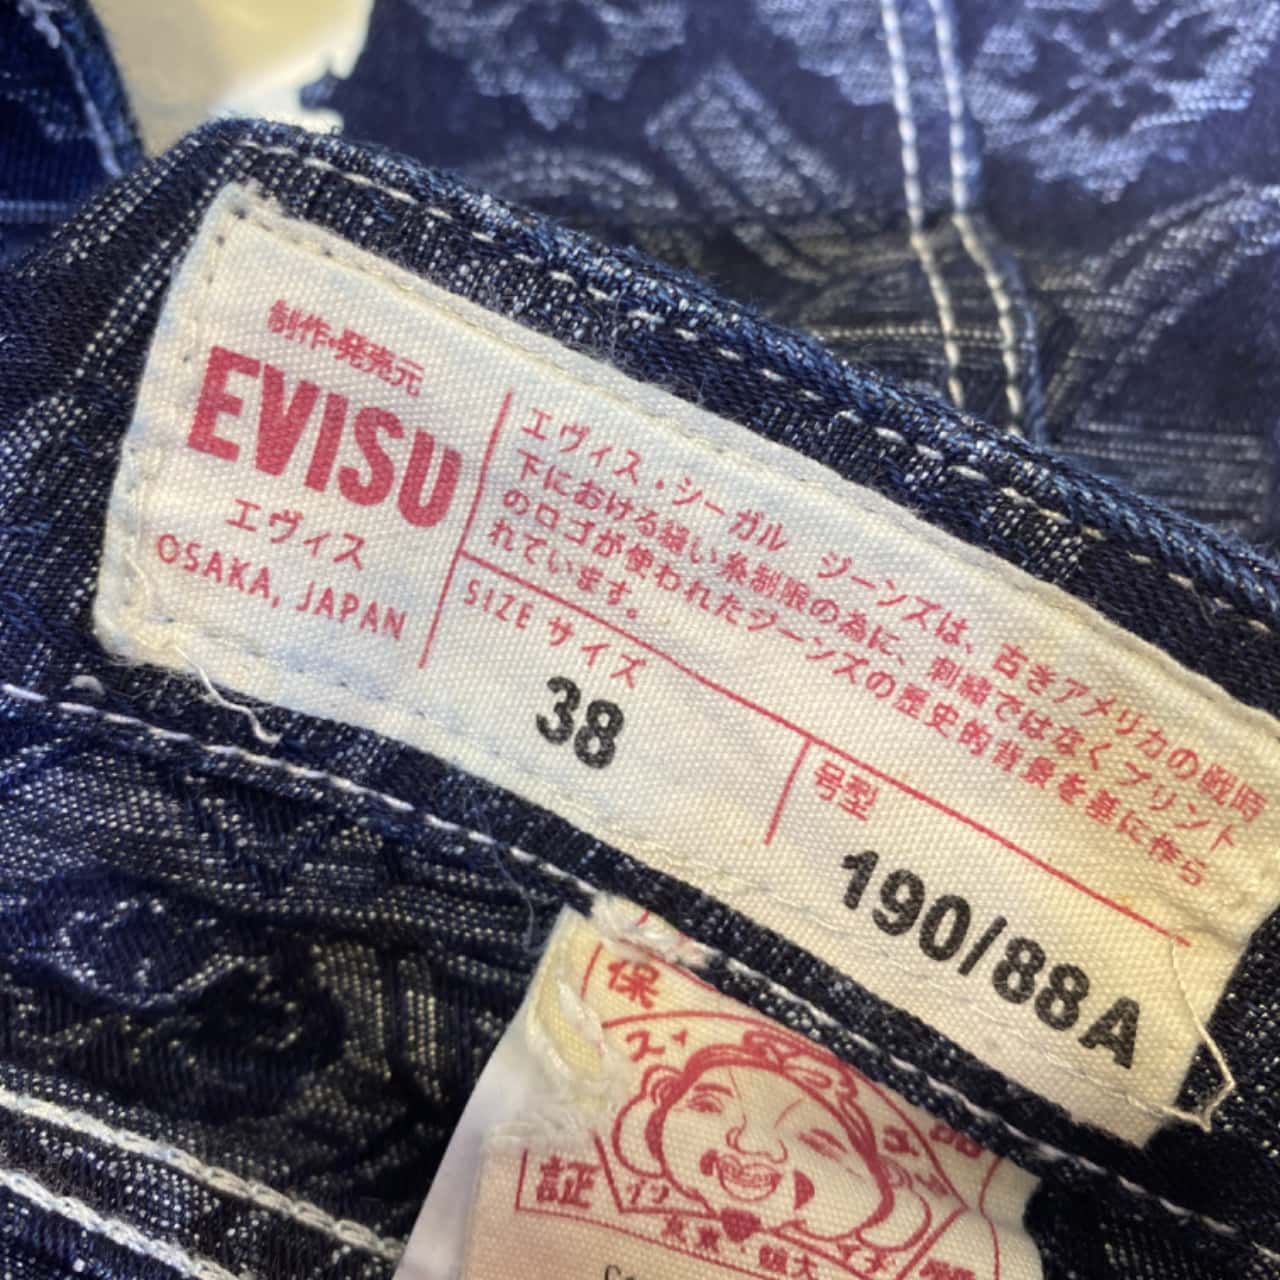 制作・発売元
EVISU
エヴィス
OSAKA, JAPAN
エヴィス・シーガル ジーンズは、古きアメリカの戦時
下における縫い糸制限の為に、刺繍ではなくプリント
のロゴが使われたジーンズの歴史的背景を基に作ら
れています。
SIZE サイズ
38
号型
190/88A
保
証